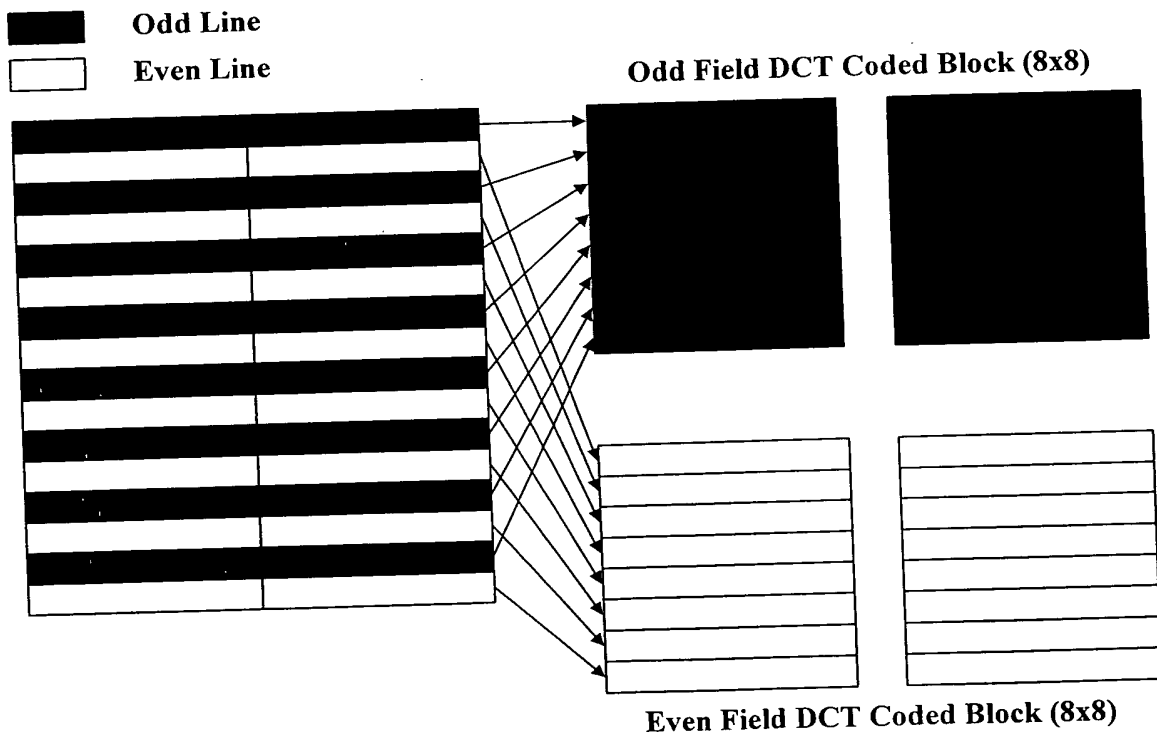 Odd Line
Even Line
Odd Field DCT Coded Block (8x8)
Even Field DCT Coded Block (8x8)